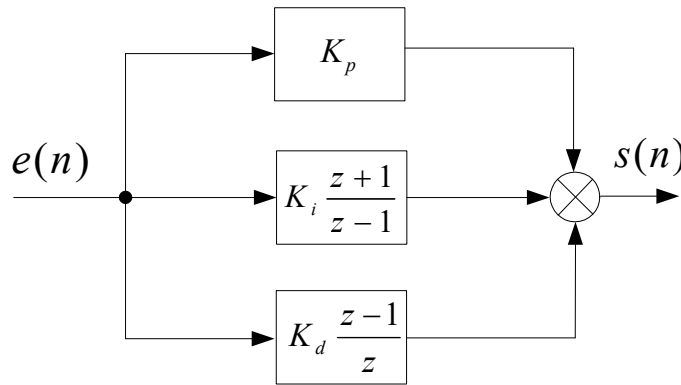 K_p
e(n)
K_i (z + 1)/(z − 1)
s(n)
K_d (z − 1)/z